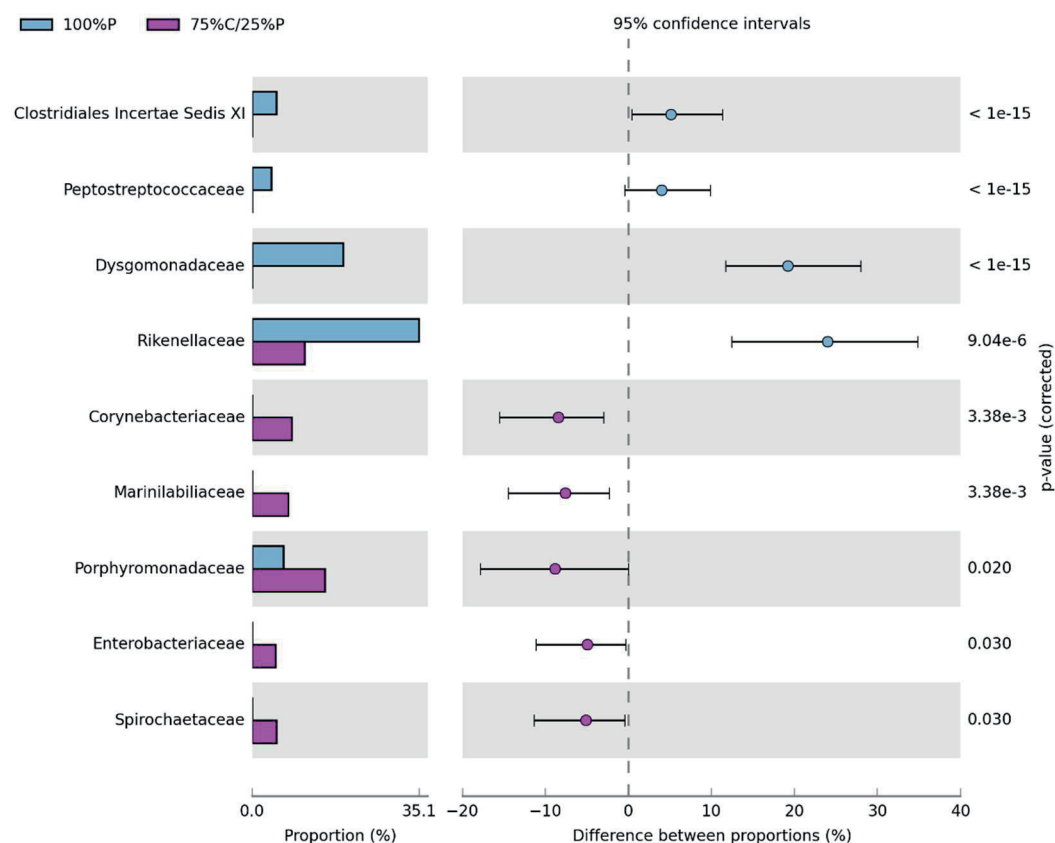 100%P 75%C/25%P 95% confidence intervals
Clostridiales Incertae Sedis XI < 1e-15
Peptostreptococcaceae < 1e-15
Dysgomonadaceae < 1e-15
Rikenellaceae 9.04e-6
Corynebacteriaceae 3.38e-3
Marinilabiliaceae 3.38e-3
Porphyromonadaceae 0.020
Enterobacteriaceae 0.030
Spirochaetaceae 0.030
p-value (corrected)
0.0 35.1 −20 −10 0 10 20 30 40
Proportion (%) Difference between proportions (%)